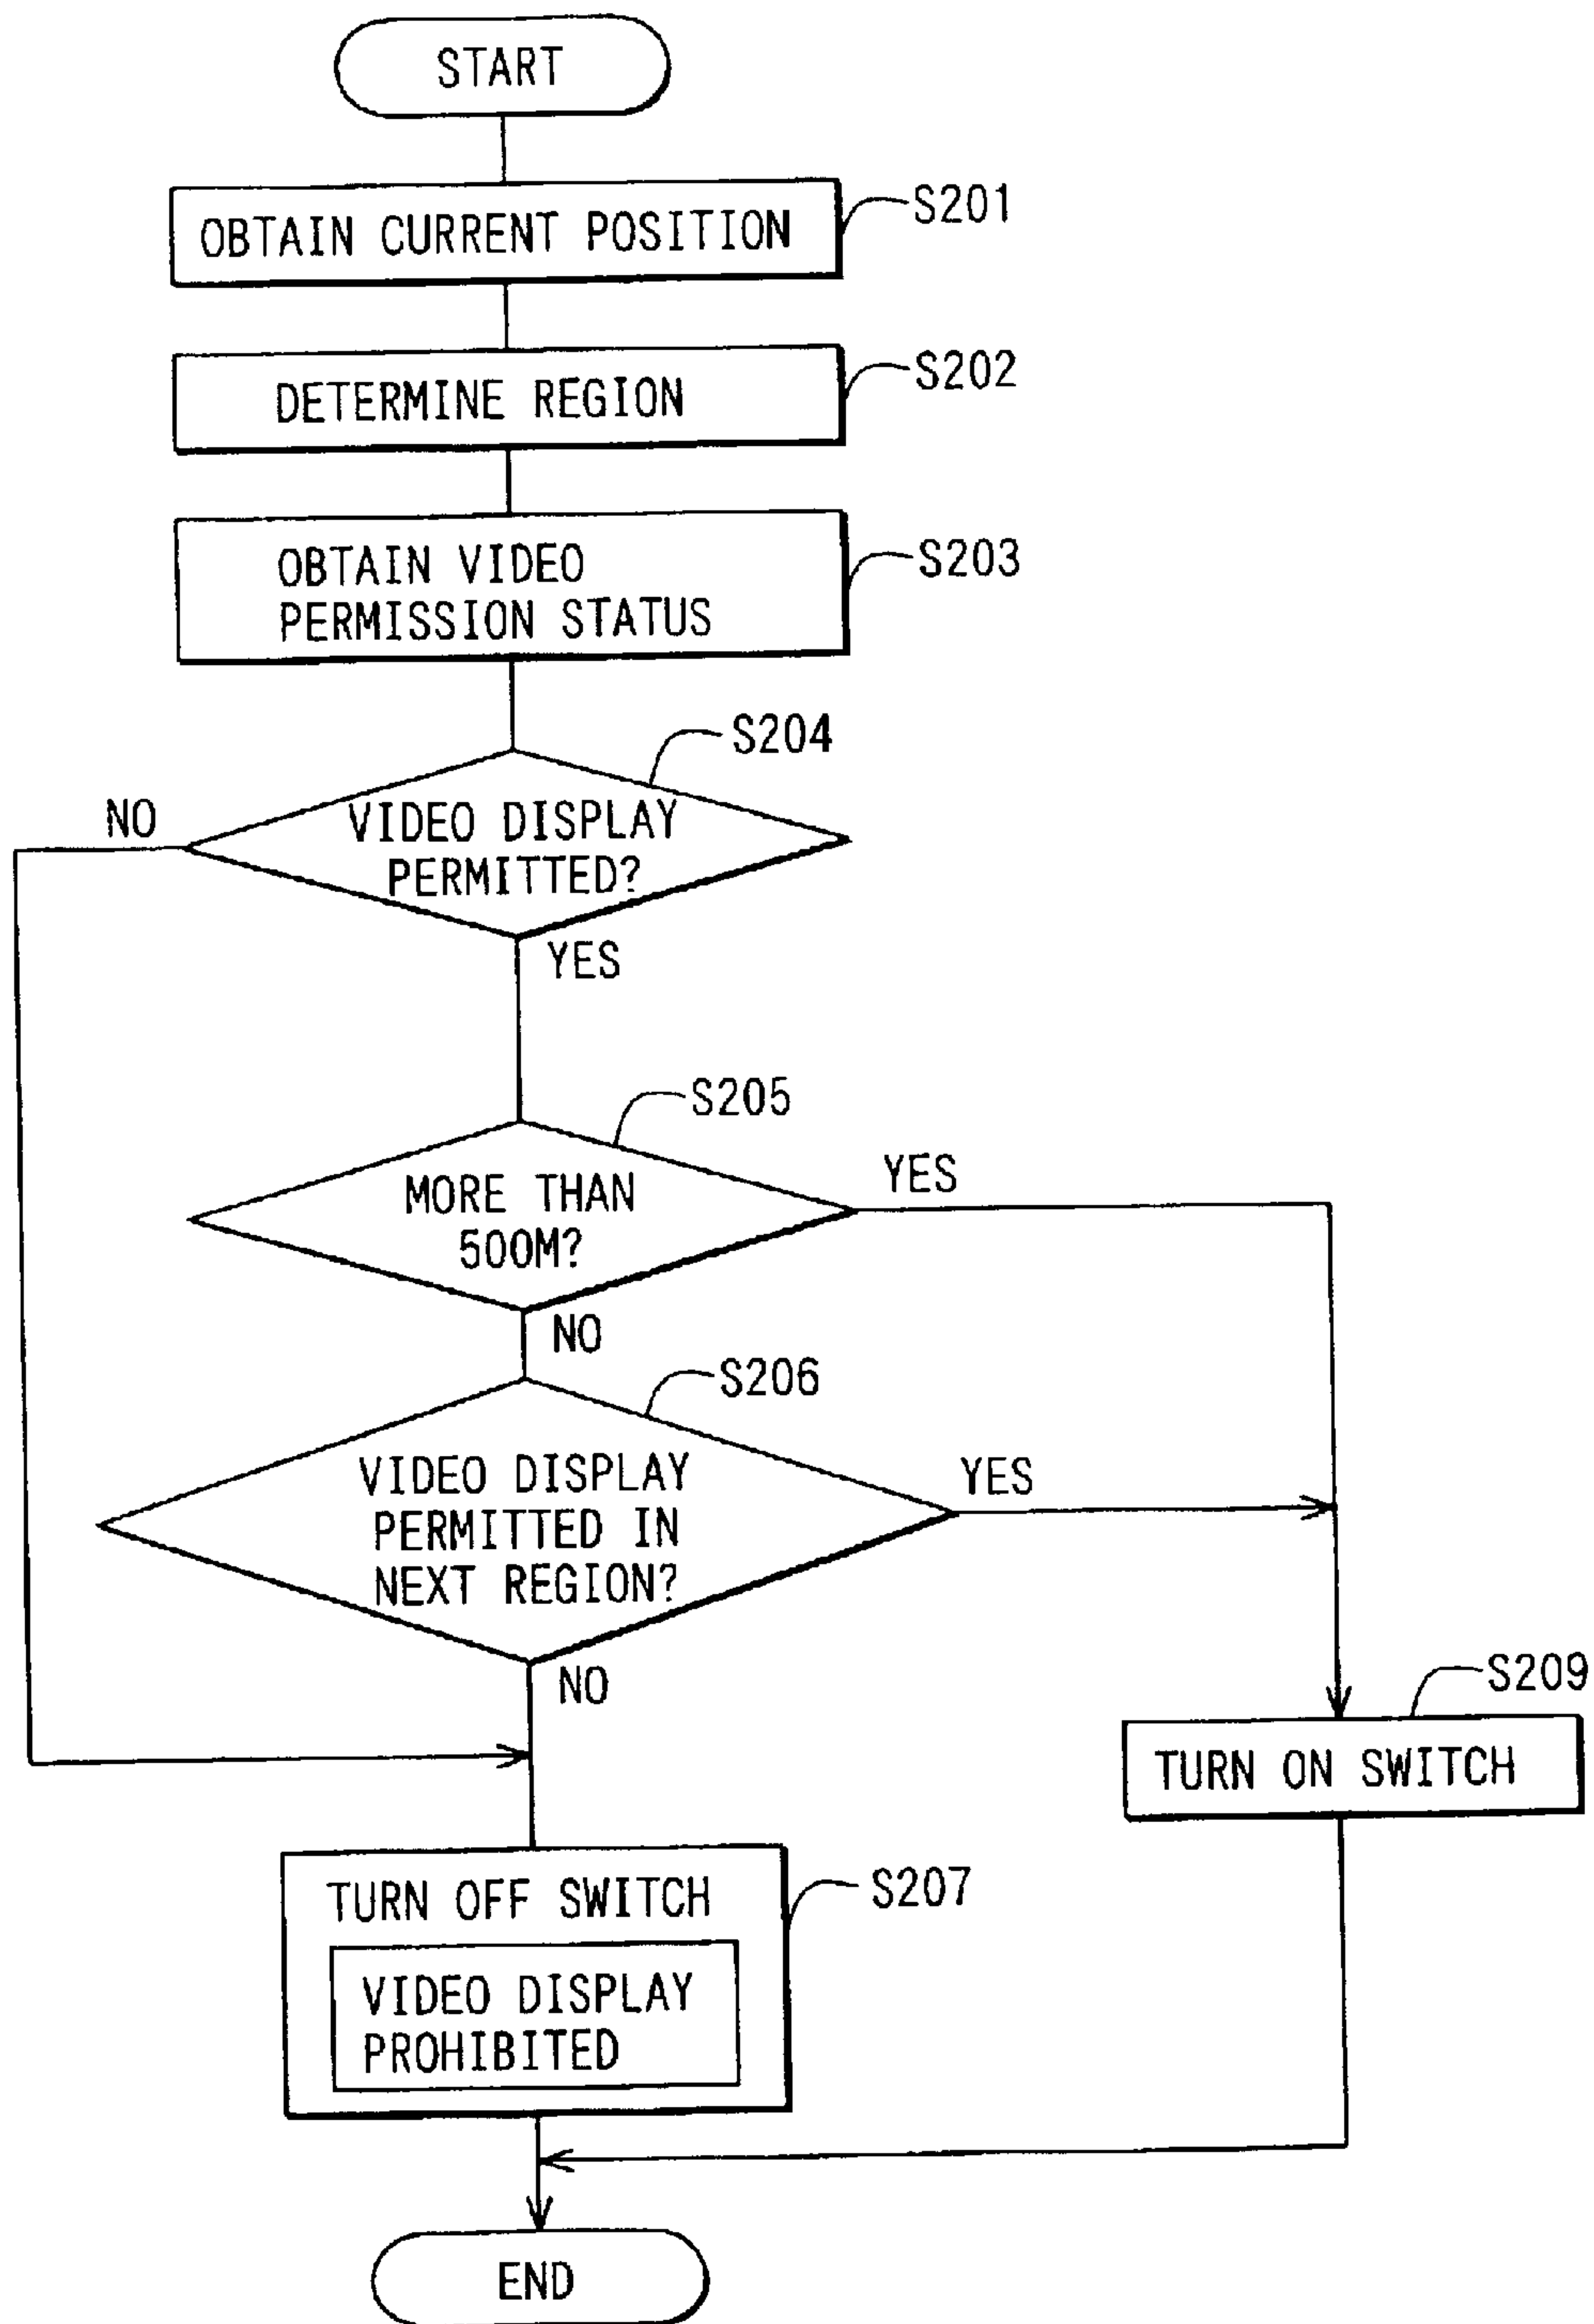 START
OBTAIN CURRENT POSITION
S201
DETERMINE REGION
S202
OBTAIN VIDEO
PERMISSION STATUS
S203
S204
NO
VIDEO DISPLAY
PERMITTED?
YES
S205
MORE THAN
500M?
YES
NO
S206
VIDEO DISPLAY
PERMITTED IN
NEXT REGION?
YES
NO
S209
TURN ON SWITCH
TURN OFF SWITCH
S207
VIDEO DISPLAY
PROHIBITED
END